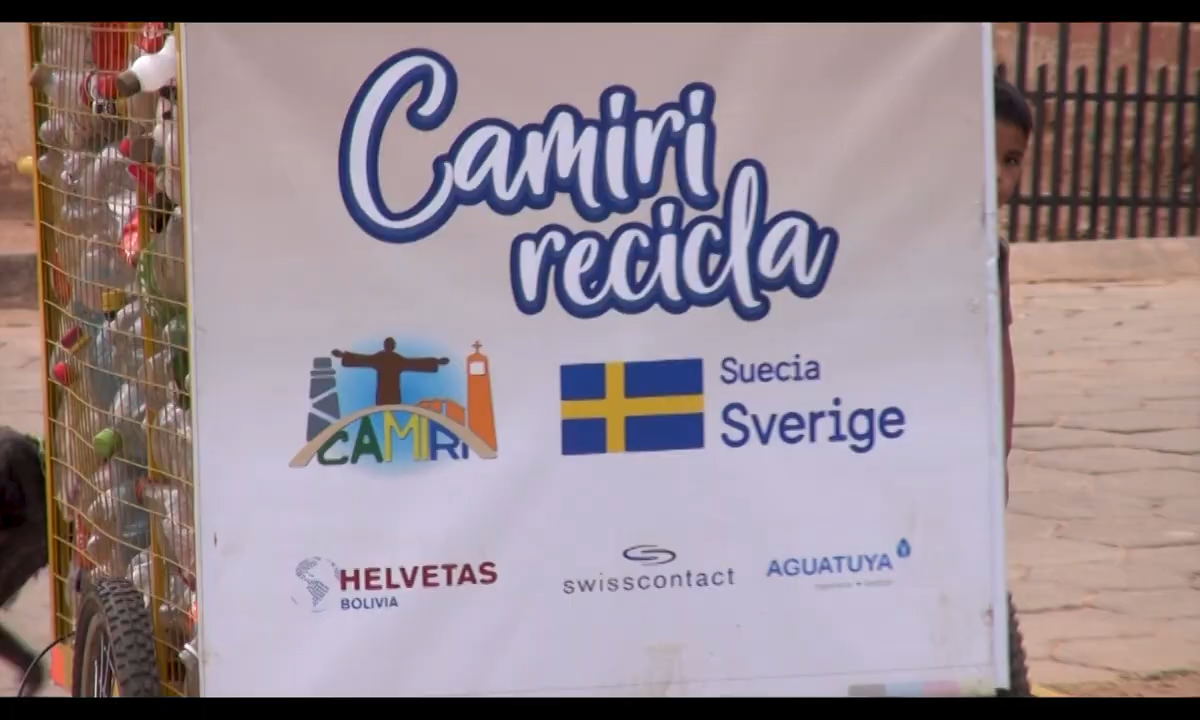 Camiri
recicla
CAMIRI
Suecia
Sverige
HELVETAS
BOLIVIA
swisscontact
AGUATUYA